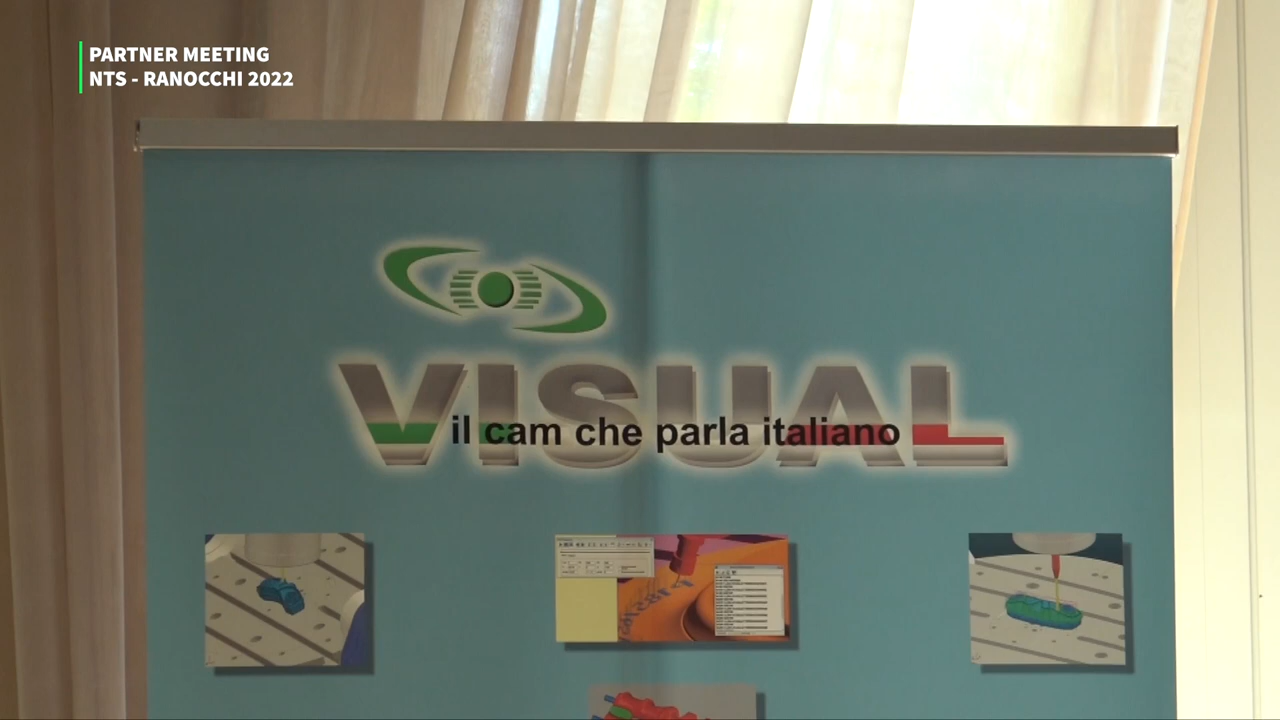 PARTNER MEETING
NTS - RANOCCHI 2022
VISUAL
il cam che parla italiano